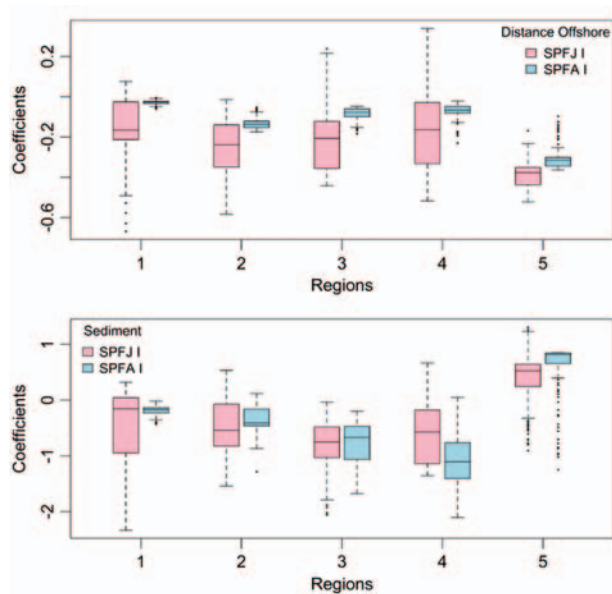 Distance Offshore
SPFJ I
SPFA I
0.2
-0.2
-0.6
Coefficients
1 2 3 4 5
Regions
Sediment
SPFJ I
SPFA I
1
0
-1
-2
Coefficients
1 2 3 4 5
Regions